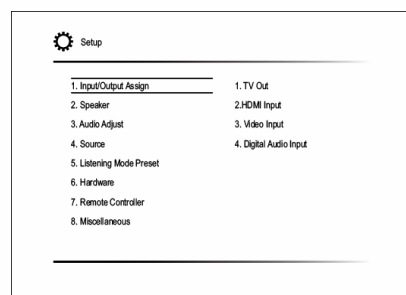 Setup
1. Input/Output Assign
2. Speaker
3. Audio Adjust
4. Source
5. Listening Mode Preset
6. Hardware
7. Remote Controller
8. Miscellaneous
1. TV Out
2.HDMI Input
3. Video Input
4. Digital Audio Input